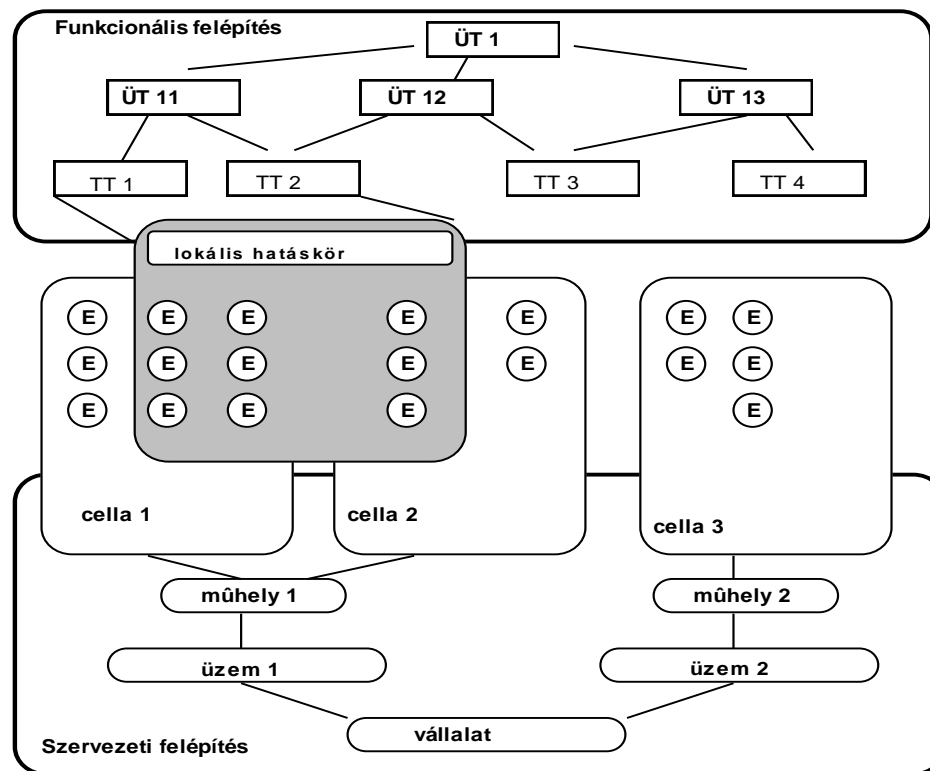 Funkcionális felépítés
ÜT 1
ÜT 11
ÜT 12
ÜT 13
TT 1
TT 2
TT 3
TT 4
lokális hatáskör
E E E E E E E
E E E E E E E
E E E E E
cella 1
cella 2
cella 3
mûhely 1
mûhely 2
üzem 1
üzem 2
vállalat
Szervezeti felépítés